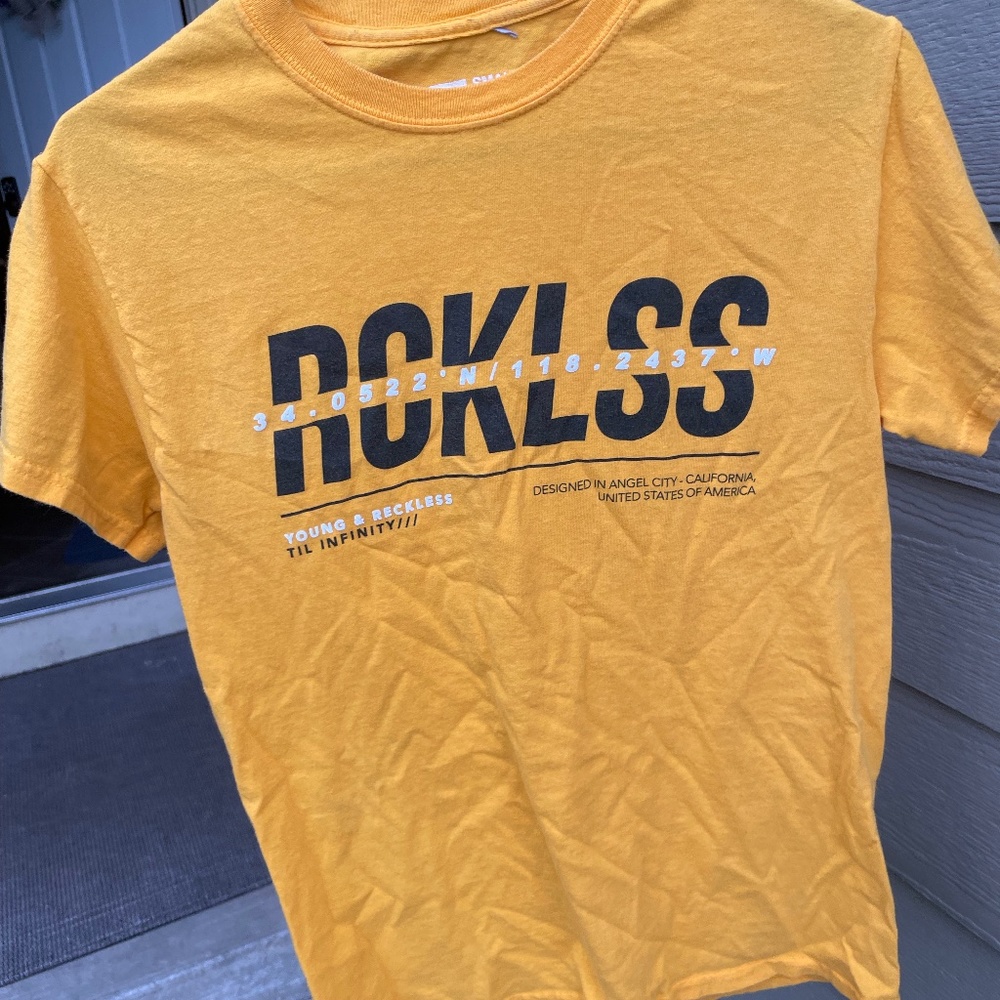 RCKLSS
34.0522°N/118.2437°W
DESIGNED IN ANGEL CITY - CALIFORNIA,
UNITED STATES OF AMERICA
YOUNG & RECKLESS
TIL INFINITY///